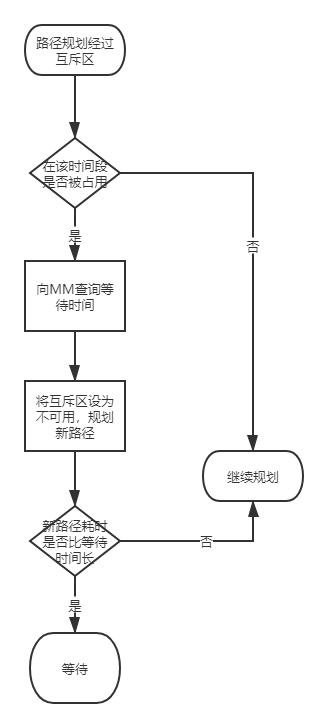 路径规划经过
互斥区
在该时间段
是否被占用
是
否
向MM查询等
待时间
将互斥区设为
不可用，规划
新路径
继续规划
新路径耗时
是否比等待
时间长
否
是
等待